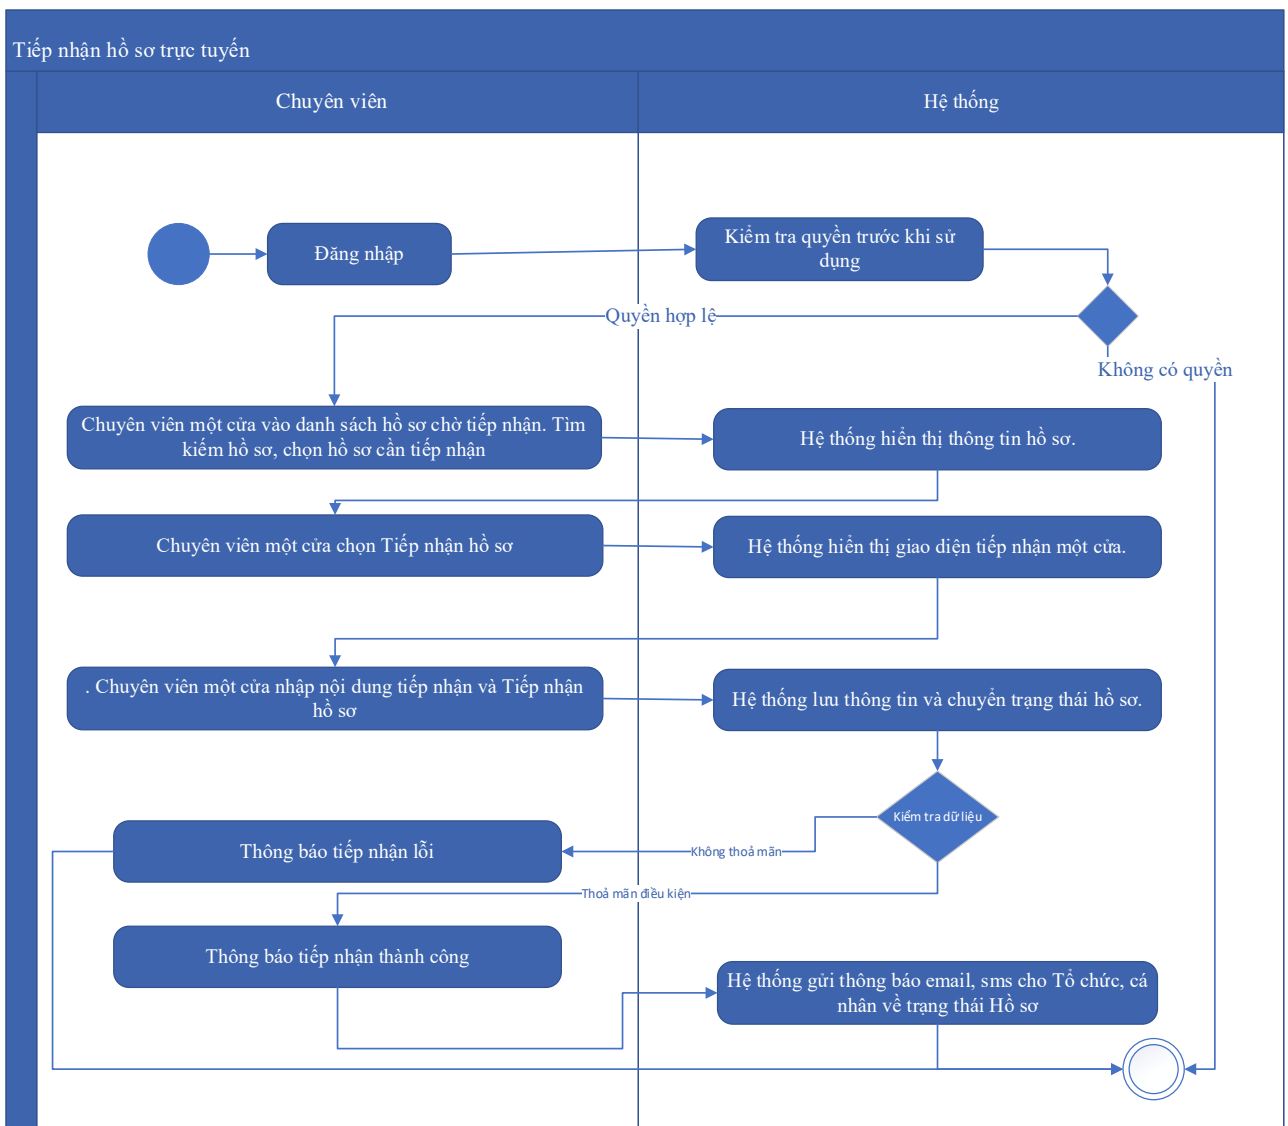 Tiếp nhận hồ sơ trực tuyến
Chuyên viên
Hệ thống
Đăng nhập
Kiểm tra quyền trước khi sử
dụng
Quyền hợp lệ
Không có quyền
Chuyên viên một cửa vào danh sách hồ sơ chờ tiếp nhận. Tìm
kiếm hồ sơ, chọn hồ sơ cần tiếp nhận
Hệ thống hiển thị thông tin hồ sơ.
Chuyên viên một cửa chọn Tiếp nhận hồ sơ
Hệ thống hiển thị giao diện tiếp nhận một cửa.
. Chuyên viên một cửa nhập nội dung tiếp nhận và Tiếp nhận
hồ sơ
Hệ thống lưu thông tin và chuyển trạng thái hồ sơ.
Kiểm tra dữ liệu
Thông báo tiếp nhận lỗi
Không thoả mãn
Thoả mãn điều kiện
Thông báo tiếp nhận thành công
Hệ thống gửi thông báo email, sms cho Tổ chức, cá
nhân về trạng thái Hồ sơ